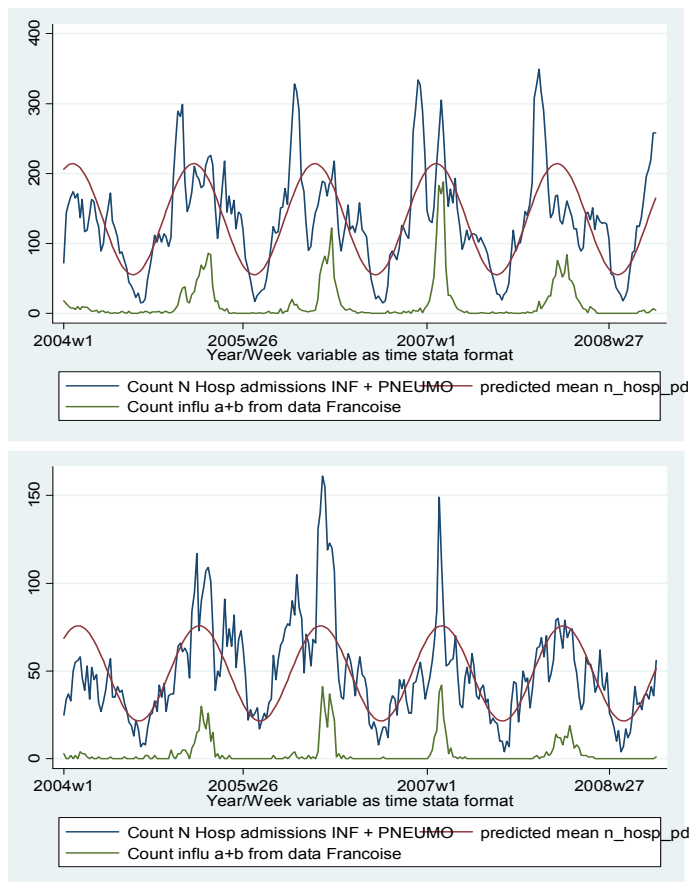 400
300
200
100
0
2004w1 2005w26 2007w1 2008w27
Year/Week variable as time stata format
Count N Hosp admissions INF + PNEUMO predicted mean n_hosp_pd
Count influ a+b from data Francoise
150
100
50
0
2004w1 2005w26 2007w1 2008w27
Year/Week variable as time stata format
Count N Hosp admissions INF + PNEUMO predicted mean n_hosp_pd
Count influ a+b from data Francoise